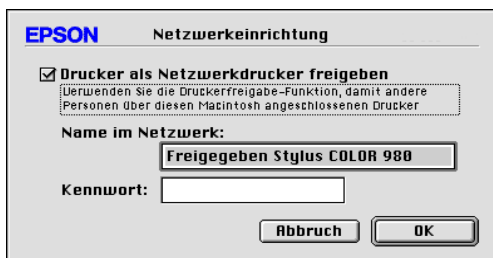 EPSON Netzwerkeinrichtung
Drucker als Netzwerkdrucker freigeben
Verwenden Sie die Druckerfreigabe-Funktion, damit andere
Personen über diesen Macintosh angeschlossenen Drucker
Name im Netzwerk:
Freigegeben Stylus COLOR 980
Kennwort:
Abbruch OK